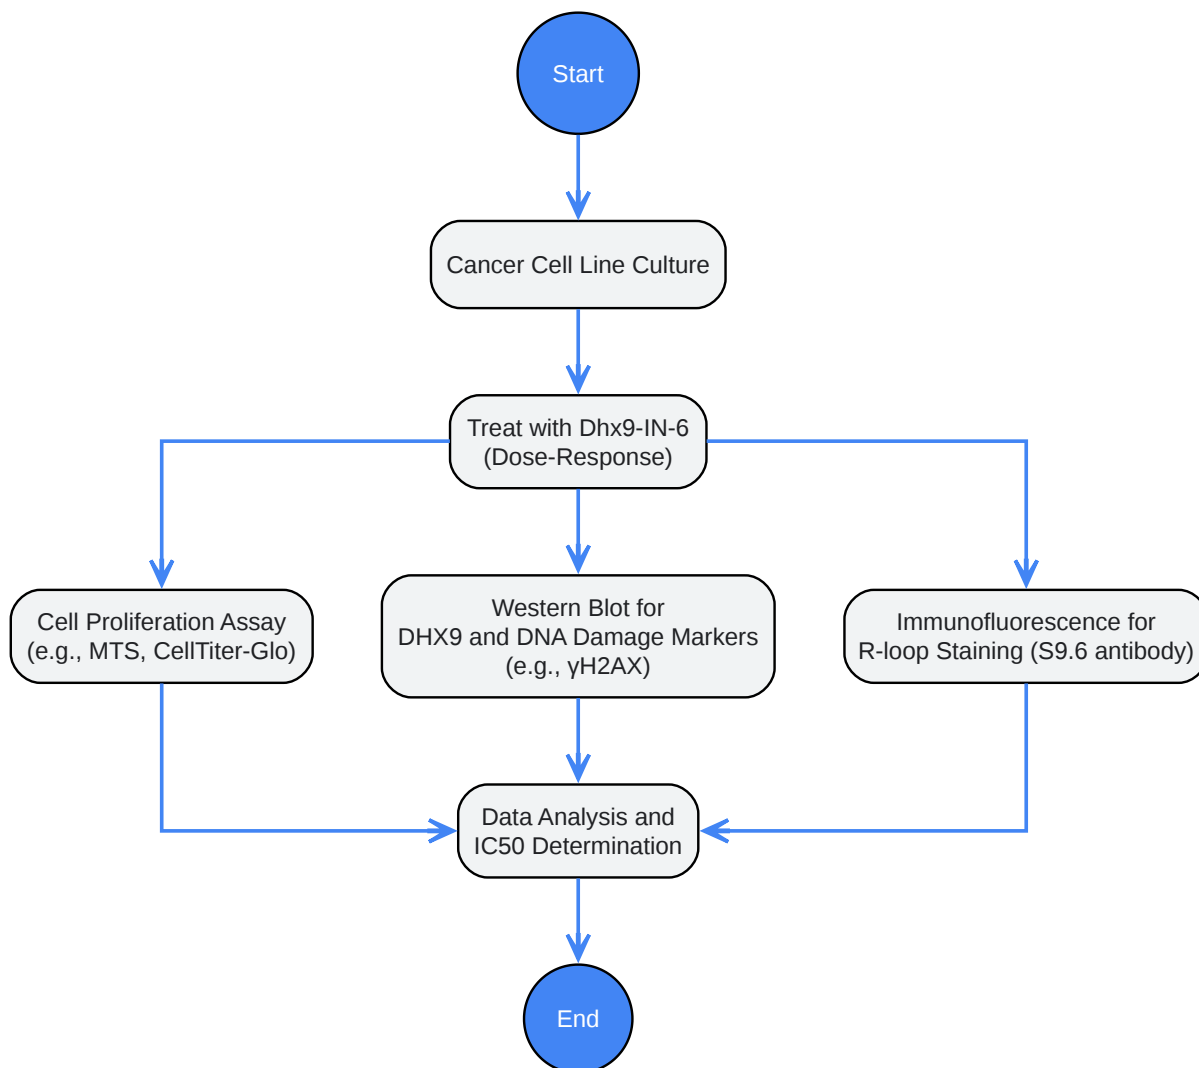 Start
Cancer Cell Line Culture
Treat with Dhx9-IN-6
(Dose-Response)
Cell Proliferation Assay
(e.g., MTS, CellTiter-Glo)
Western Blot for
DHX9 and DNA Damage Markers
(e.g., γH2AX)
Immunofluorescence for
R-loop Staining (S9.6 antibody)
Data Analysis and
IC50 Determination
End